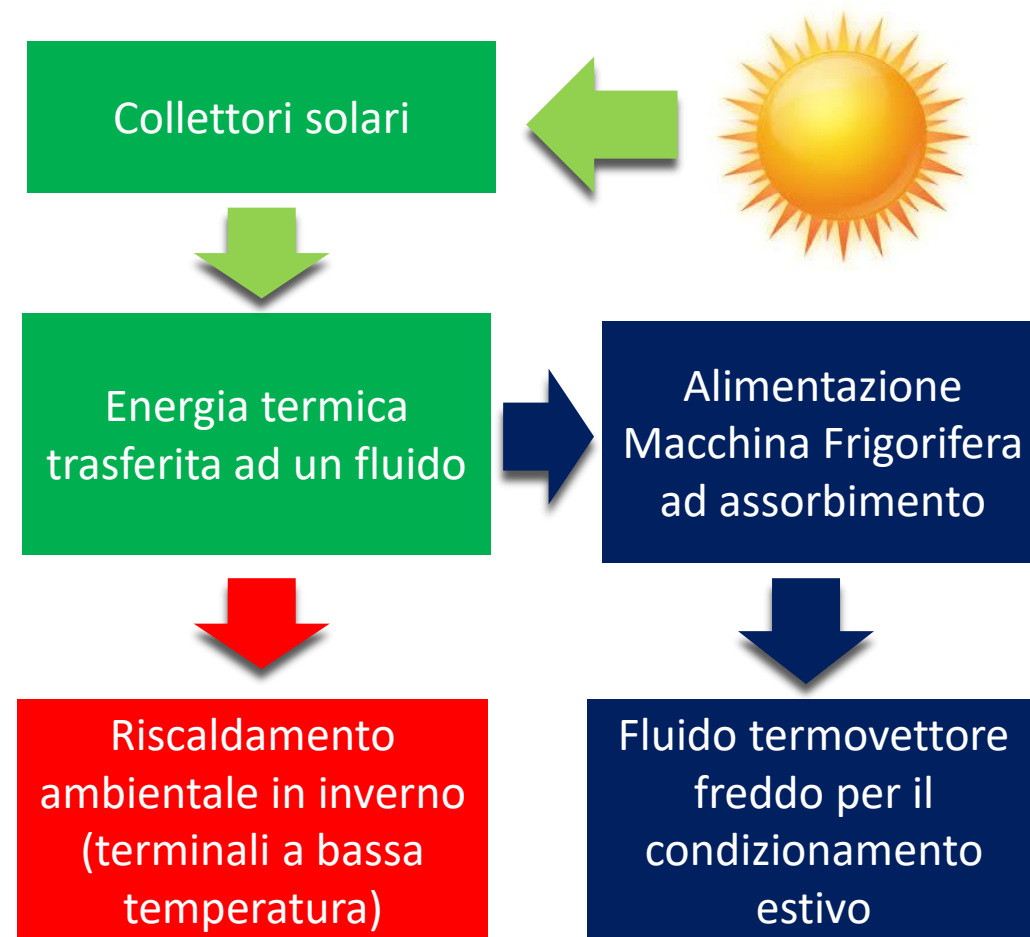 Collettori solari
Energia termica
trasferita ad un fluido
Alimentazione
Macchina Frigorifera
ad assorbimento
Riscaldamento
ambientale in inverno
(terminali a bassa
temperatura)
Fluido termovettore
freddo per il
condizionamento
estivo